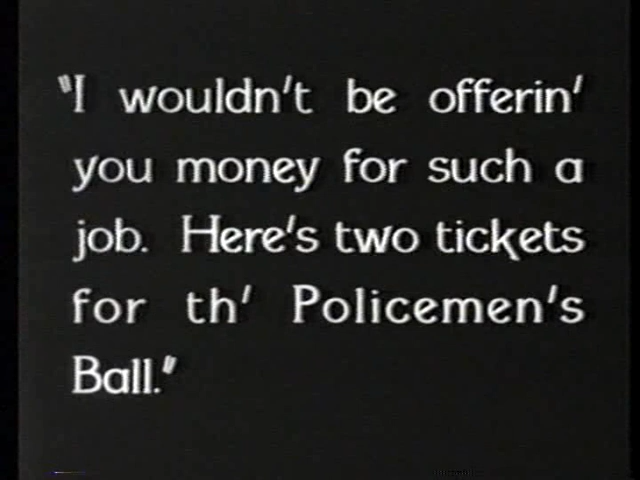 "I wouldn't be offerin'
you money for such a
job. Here's two tickets
for th' Policemen's
Ball."